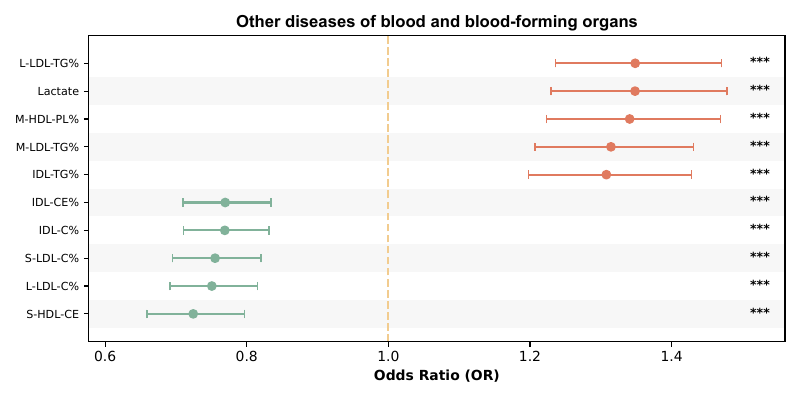 Other diseases of blood and blood-forming organs
L-LDL-TG% ***
Lactate ***
M-HDL-PL% ***
M-LDL-TG% ***
IDL-TG% ***
IDL-CE% ***
IDL-C% ***
S-LDL-C% ***
L-LDL-C% ***
S-HDL-CE ***
0.6 0.8 1.0 1.2 1.4
Odds Ratio (OR)